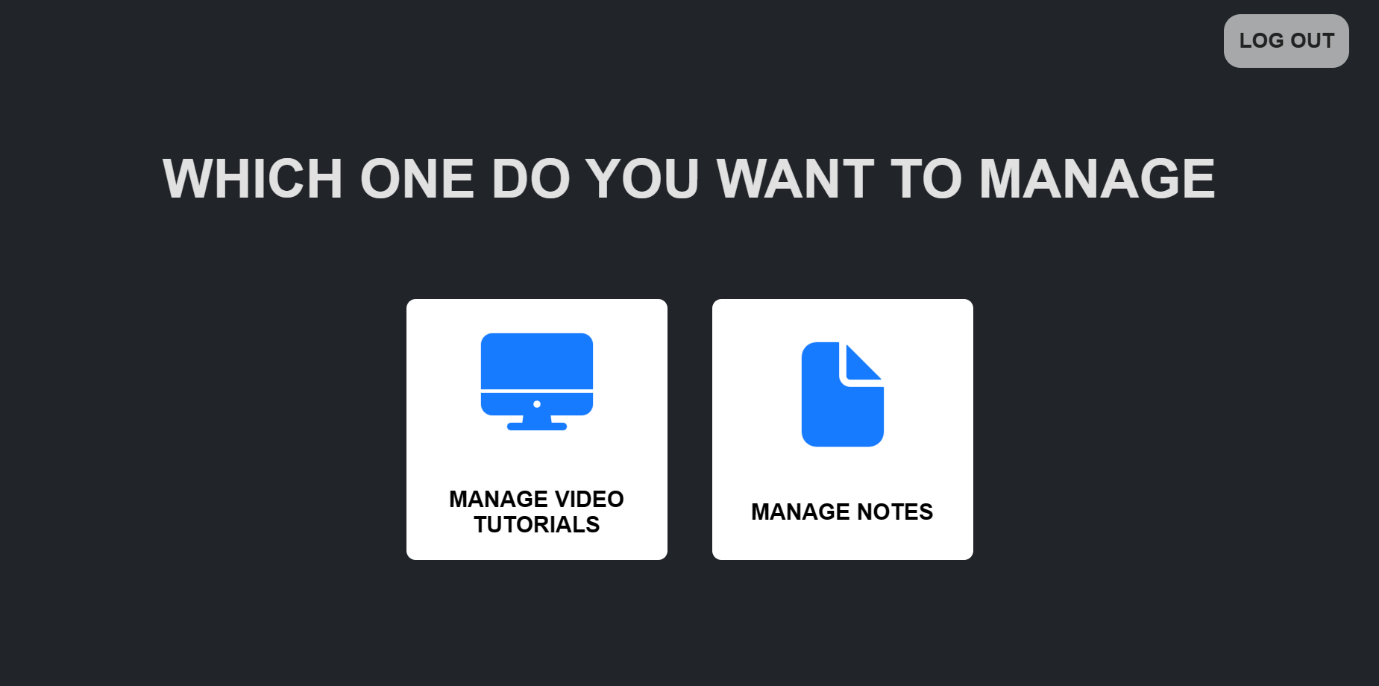 LOG OUT
WHICH ONE DO YOU WANT TO MANAGE
MANAGE VIDEO
TUTORIALS
MANAGE NOTES